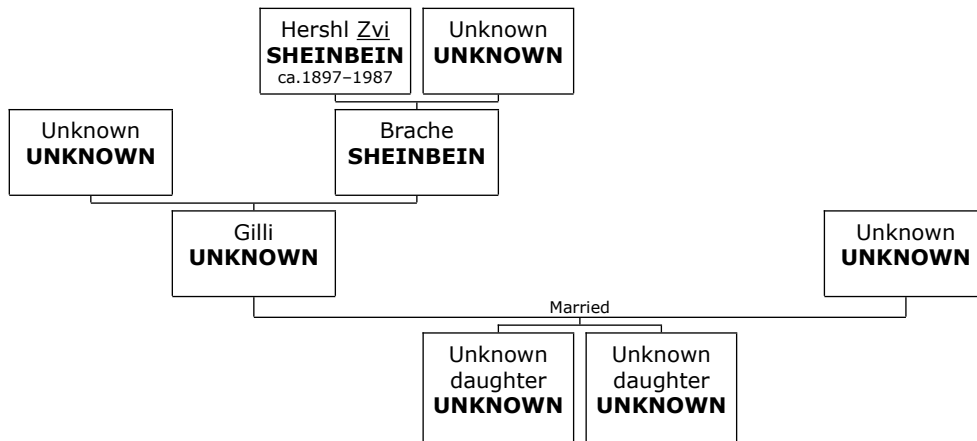 Hershl Zvi
SHEINBEIN
ca.1897–1987
Unknown
UNKNOWN
Unknown
UNKNOWN
Brache
SHEINBEIN
Gilli
UNKNOWN
Unknown
UNKNOWN
Married
Unknown
daughter
UNKNOWN
Unknown
daughter
UNKNOWN